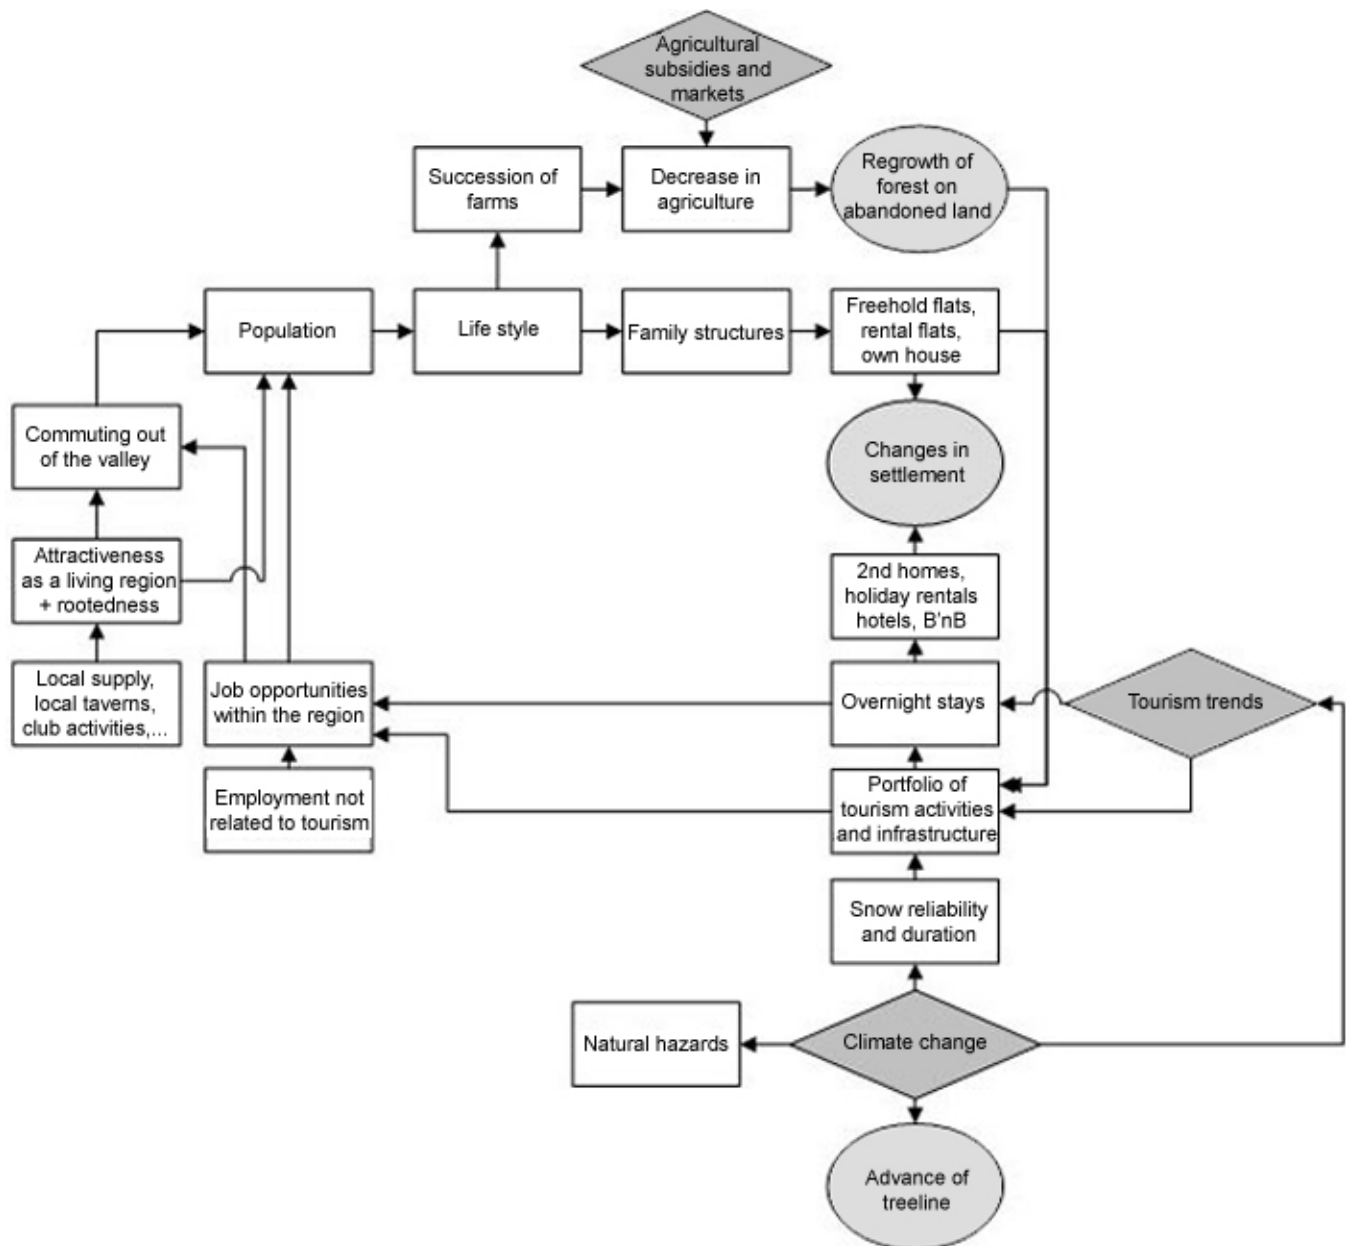 Agricultural
subsidies and
markets
Succession of
farms
Decrease in
agriculture
Regrowth of
forest on
abandoned land
Population
Life style
Family structures
Freehold flats,
rental flats,
own house
Commuting out
of the valley
Changes in
settlement
Attractiveness
as a living region
+ rootedness
2nd homes,
holiday rentals
hotels, B'nB
Local supply,
local taverns,
club activities,...
Job opportunities
within the region
Overnight stays
Tourism trends
Employment not
related to tourism
Portfolio of
tourism activities
and infrastructure
Snow reliability
and duration
Natural hazards
Climate change
Advance of
treeline